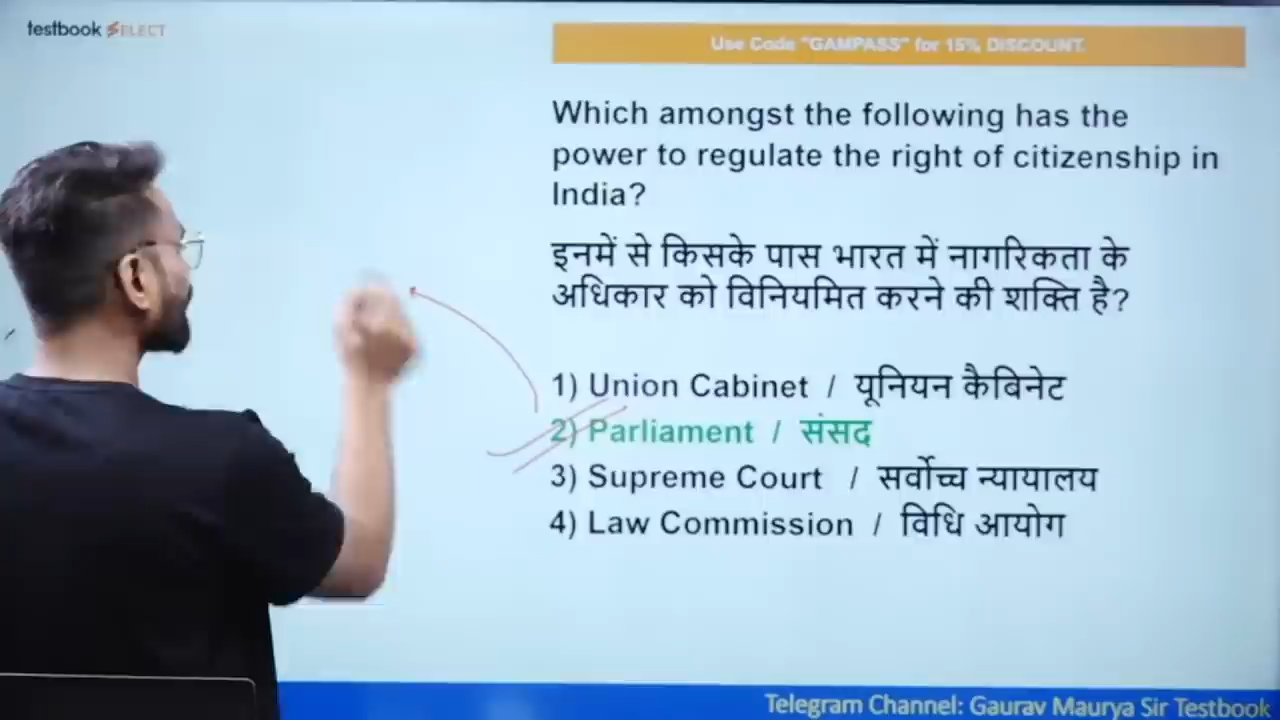 testbook SELECT
Use Code "GAMPASS" for 15% DISCOUNT.
Which amongst the following has the
power to regulate the right of citizenship in
India?
इनमें से किसके पास भारत में नागरिकता के
अधिकार को विनियमित करने की शक्ति है?
1) Union Cabinet / यूनियन कैबिनेट
2) Parliament / संसद
3) Supreme Court / सर्वोच्च न्यायालय
4) Law Commission / विधि आयोग
Telegram Channel: Gaurav Maurya Sir Testbook